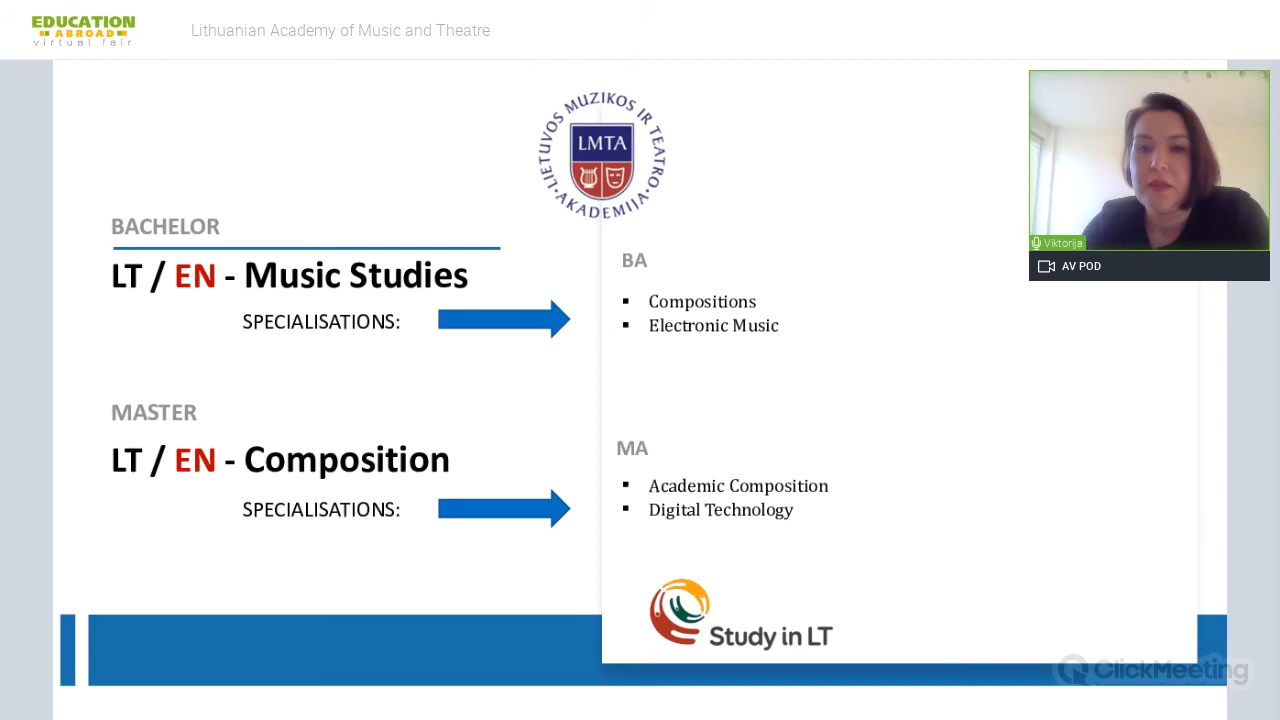 EDUCATION
ABROAD
virtual fair
Lithuanian Academy of Music and Theatre
LIETUVOS MUZIKOS IR TEATRO
AKADEMIJA
LMTA
Viktorija
AV POD
BACHELOR
LT / EN - Music Studies
SPECIALISATIONS:
BA
▪ Compositions
▪ Electronic Music
MASTER
LT / EN - Composition
SPECIALISATIONS:
MA
▪ Academic Composition
▪ Digital Technology
Study in LT
ClickMeeting